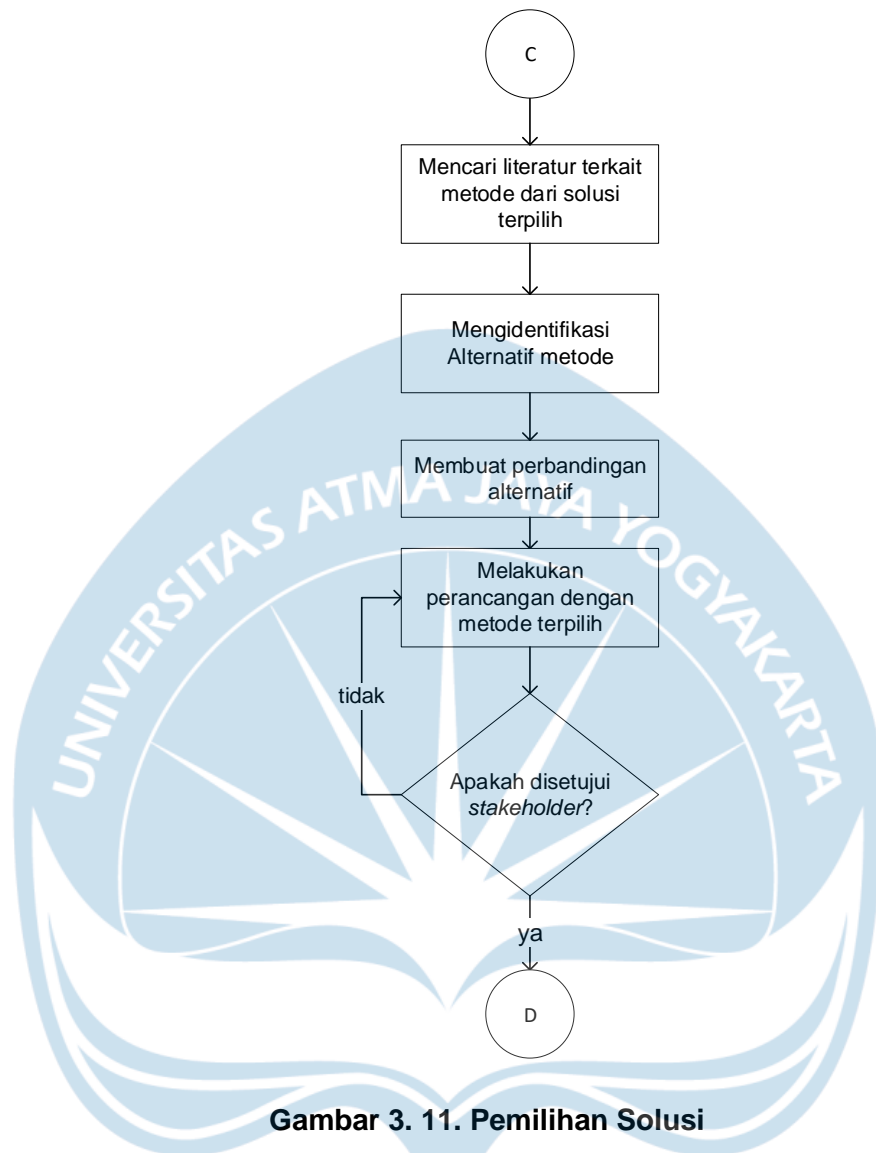 C
Mencari literatur terkait
metode dari solusi
terpilih
Mengidentifikasi
Alternatif metode
Membuat perbandingan
alternatif
UNIVERSITAS ATMA JAYA YOGYAKARTA
Melakukan
perancangan dengan
metode terpilih
tidak
Apakah disetujui
stakeholder?
ya
D
Gambar 3. 11. Pemilihan Solusi